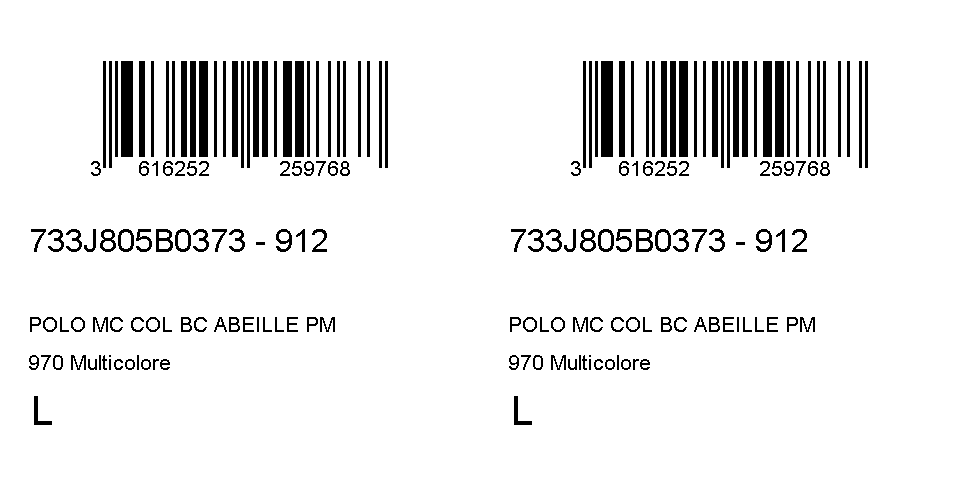 3 616252 259768
733J805B0373 - 912
POLO MC COL BC ABEILLE PM
970 Multicolore
L
3 616252 259768
733J805B0373 - 912
POLO MC COL BC ABEILLE PM
970 Multicolore
L